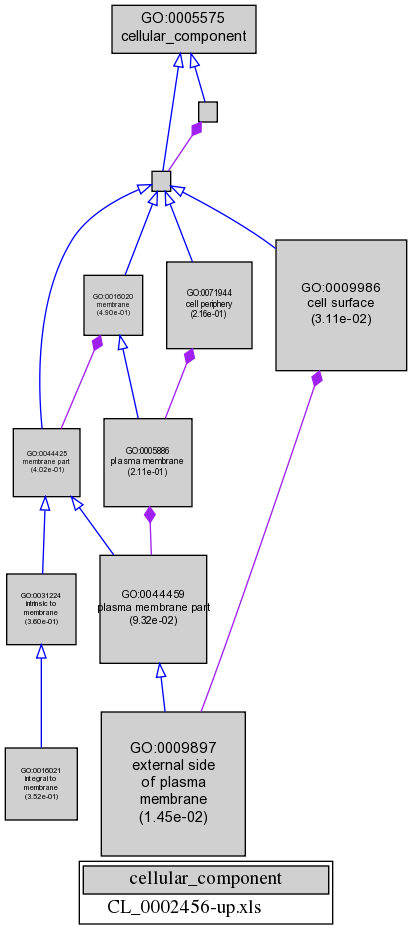 GO:0005575
cellular_component
GO:0016020
membrane
(4.90e-01)
GO:0071944
cell periphery
(2.16e-01)
GO:0009986
cell surface
(3.11e-02)
GO:0044425
membrane part
(4.02e-01)
GO:0005886
plasma membrane
(2.11e-01)
GO:0031224
intrinsic to
membrane
(3.60e-01)
GO:0044459
plasma membrane part
(9.32e-02)
GO:0016021
integral to
membrane
(3.52e-01)
GO:0009897
external side
of plasma
membrane
(1.45e-02)
cellular_component
CL_0002456-up.xls